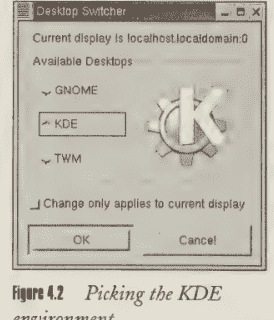 Desktop Switcher
Current display is localhost.localdomain:0
Available Desktops
GNOME
KDE
K
TWM
Change only applies to current display
OK
Cancel
Figure 4.2 Picking the KDE
environment